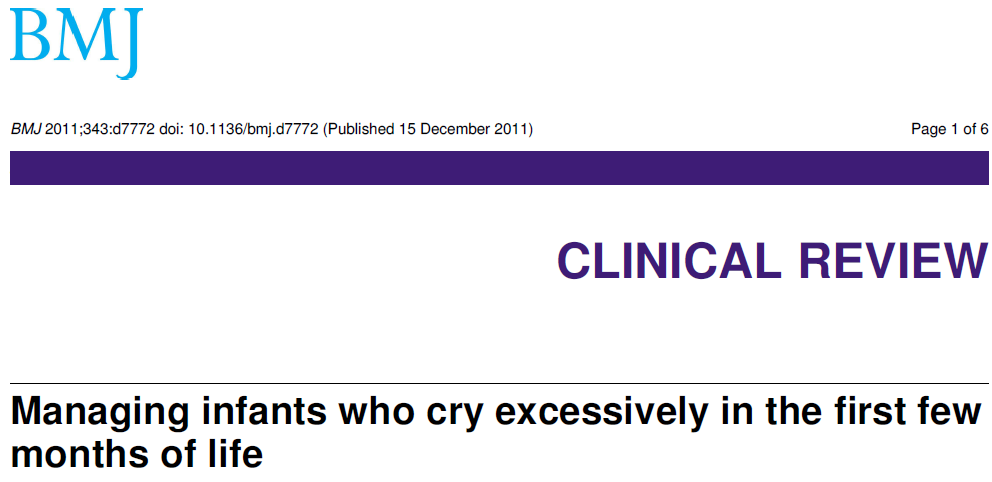 BMJ
BMJ 2011;343:d7772 doi: 10.1136/bmj.d7772 (Published 15 December 2011) Page 1 of 6
CLINICAL REVIEW
Managing infants who cry excessively in the first few
months of life